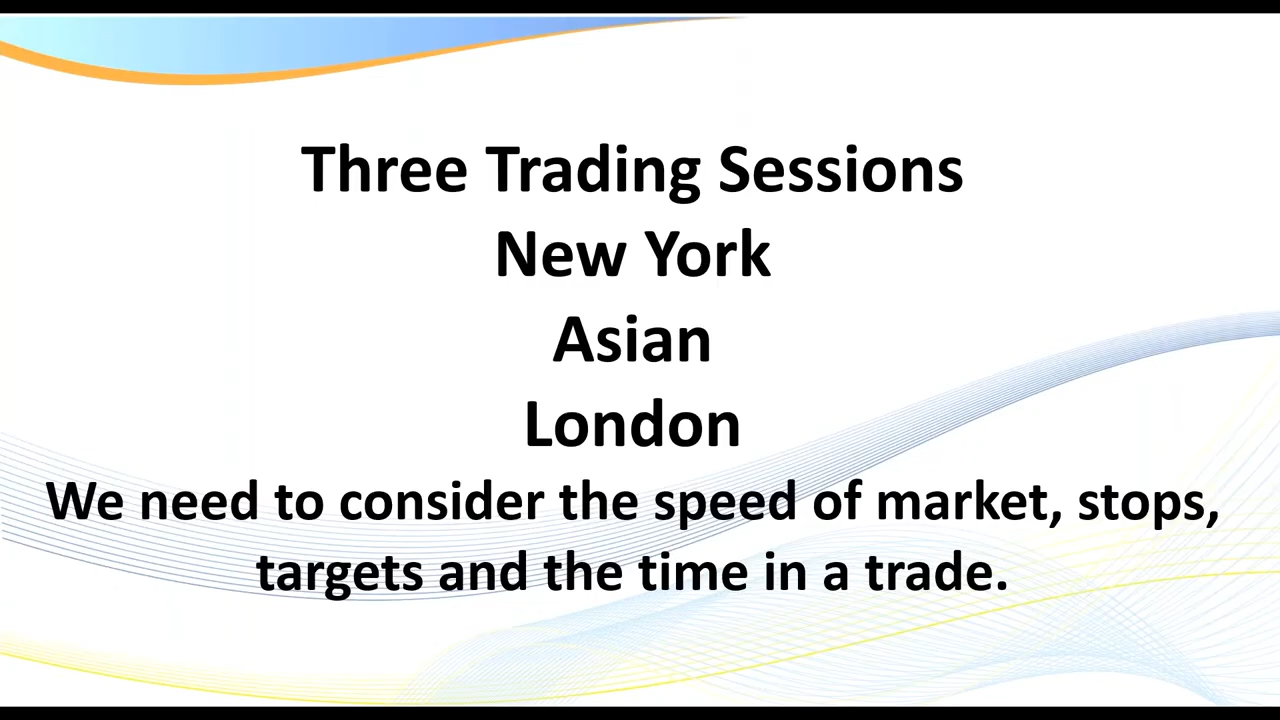 Three Trading Sessions
New York
Asian
London
We need to consider the speed of market, stops,
targets and the time in a trade.